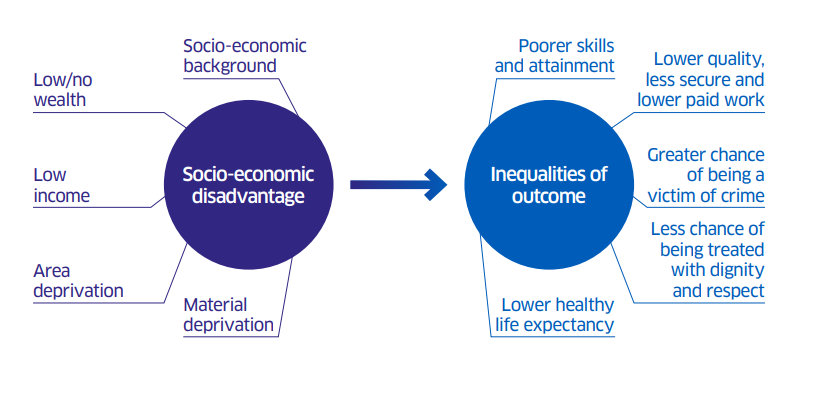 Socio-economic
background
Low/no
wealth
Low
income
Area
deprivation
Material
deprivation
Socio-economic
disadvantage
Inequalities of
outcome
Poorer skills
and attainment
Lower quality,
less secure and
lower paid work
Greater chance
of being a
victim of crime
Less chance of
being treated
with dignity
and respect
Lower healthy
life expectancy